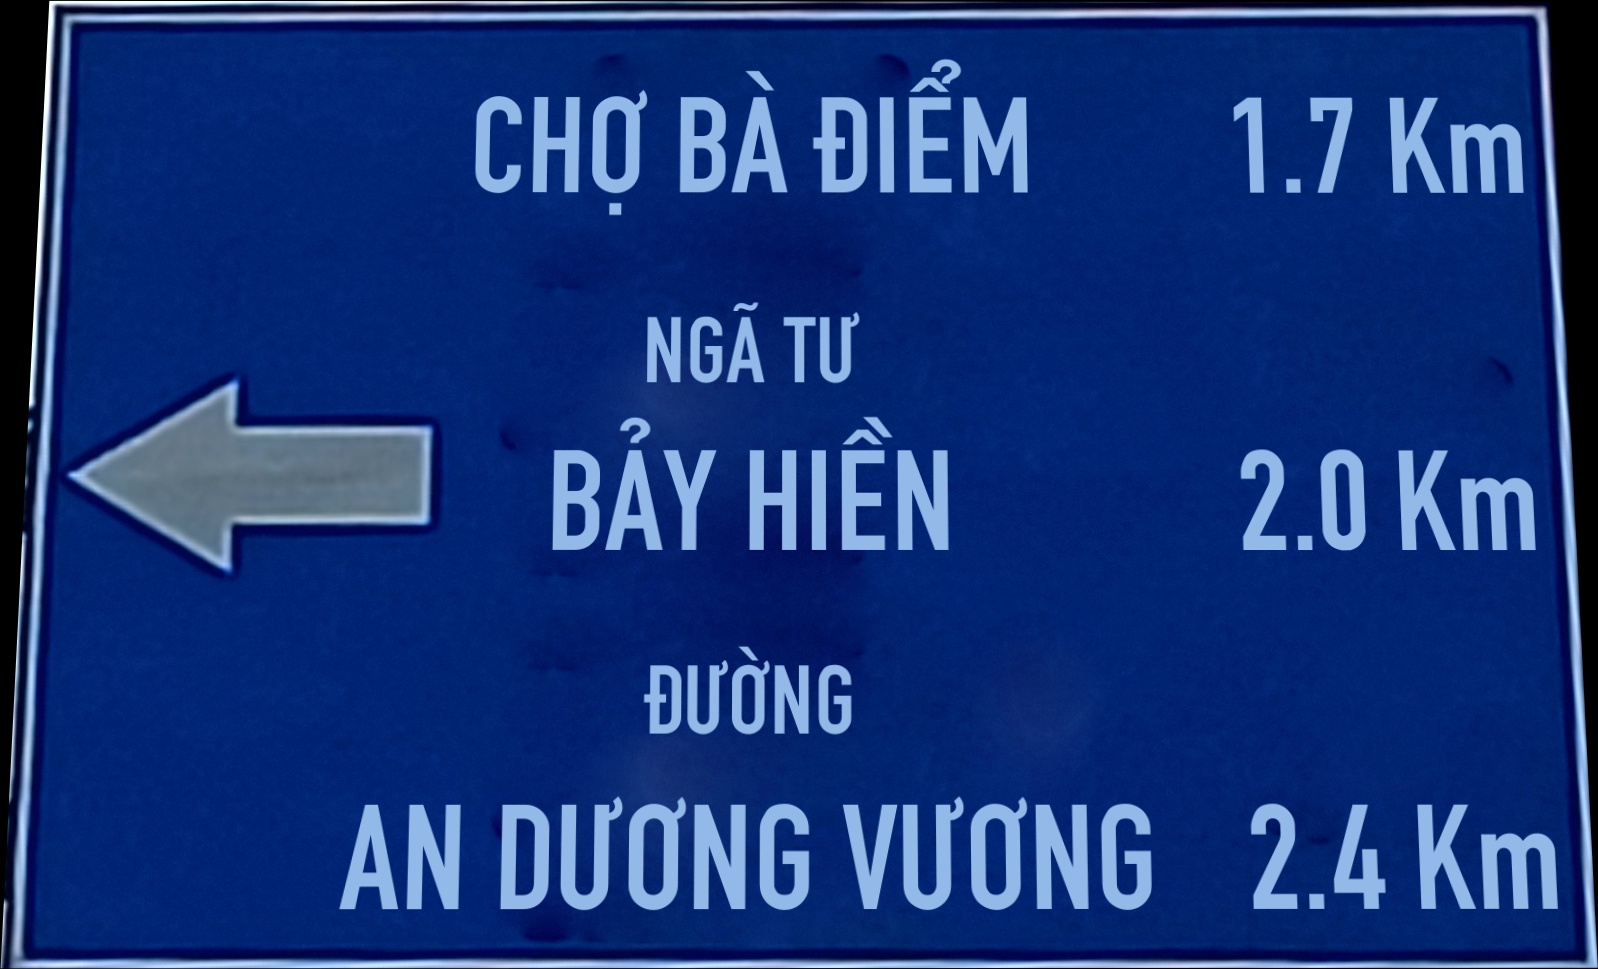 CHỢ BÀ ĐIỂM 1.7 Km
NGÃ TƯ
BẢY HIỀN 2.0 Km
ĐƯỜNG
AN DƯƠNG VƯƠNG 2.4 Km